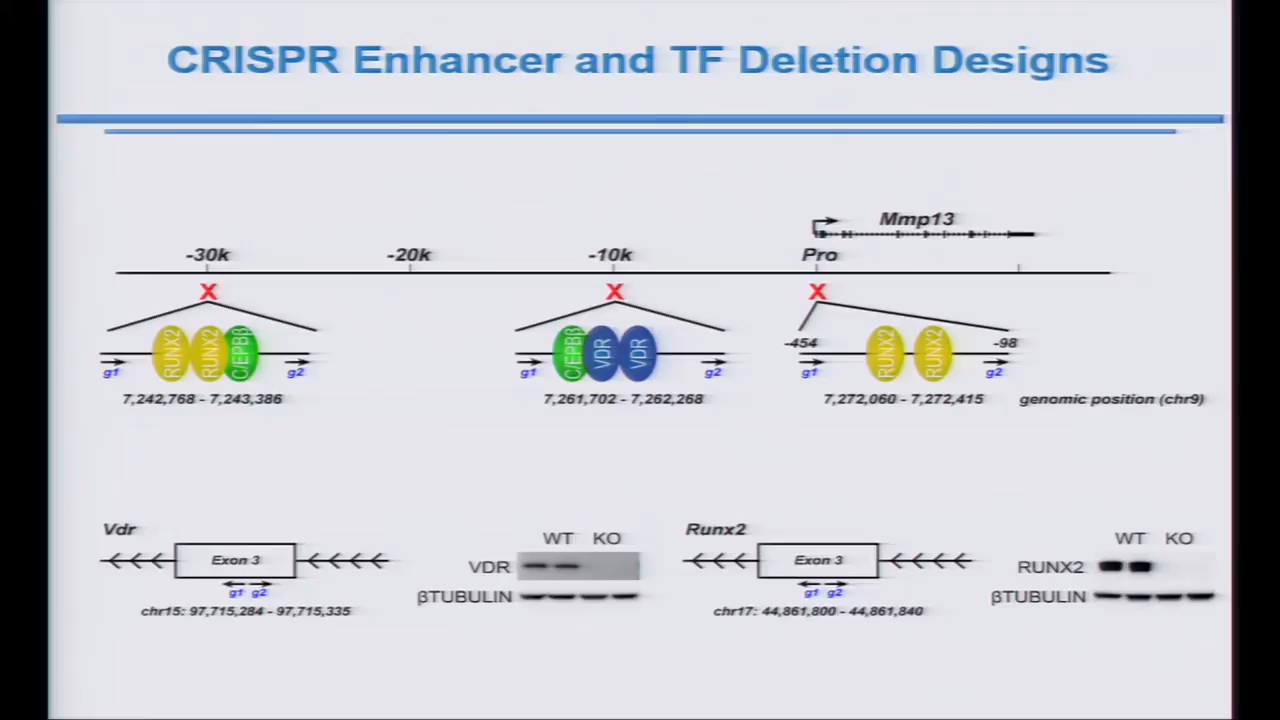 CRISPR Enhancer and TF Deletion Designs
Mmp13
-30k -20k -10k Pro
X X X
RUNX2 RUNX2 C/EPBβ C/EPBβ VDR VDR RUNX2 RUNX2
-454 -98
g1 g2 g1 g2 g1 g2
7,242,768 - 7,243,386 7,261,702 - 7,262,268 7,272,060 - 7,272,415 genomic position (chr9)
Vdr Runx2
WT KO WT KO
Exon 3 VDR Exon 3 RUNX2
g1 g2 βTUBULIN g1 g2 βTUBULIN
chr15: 97,715,284 - 97,715,335 chr17: 44,861,800 - 44,861,840